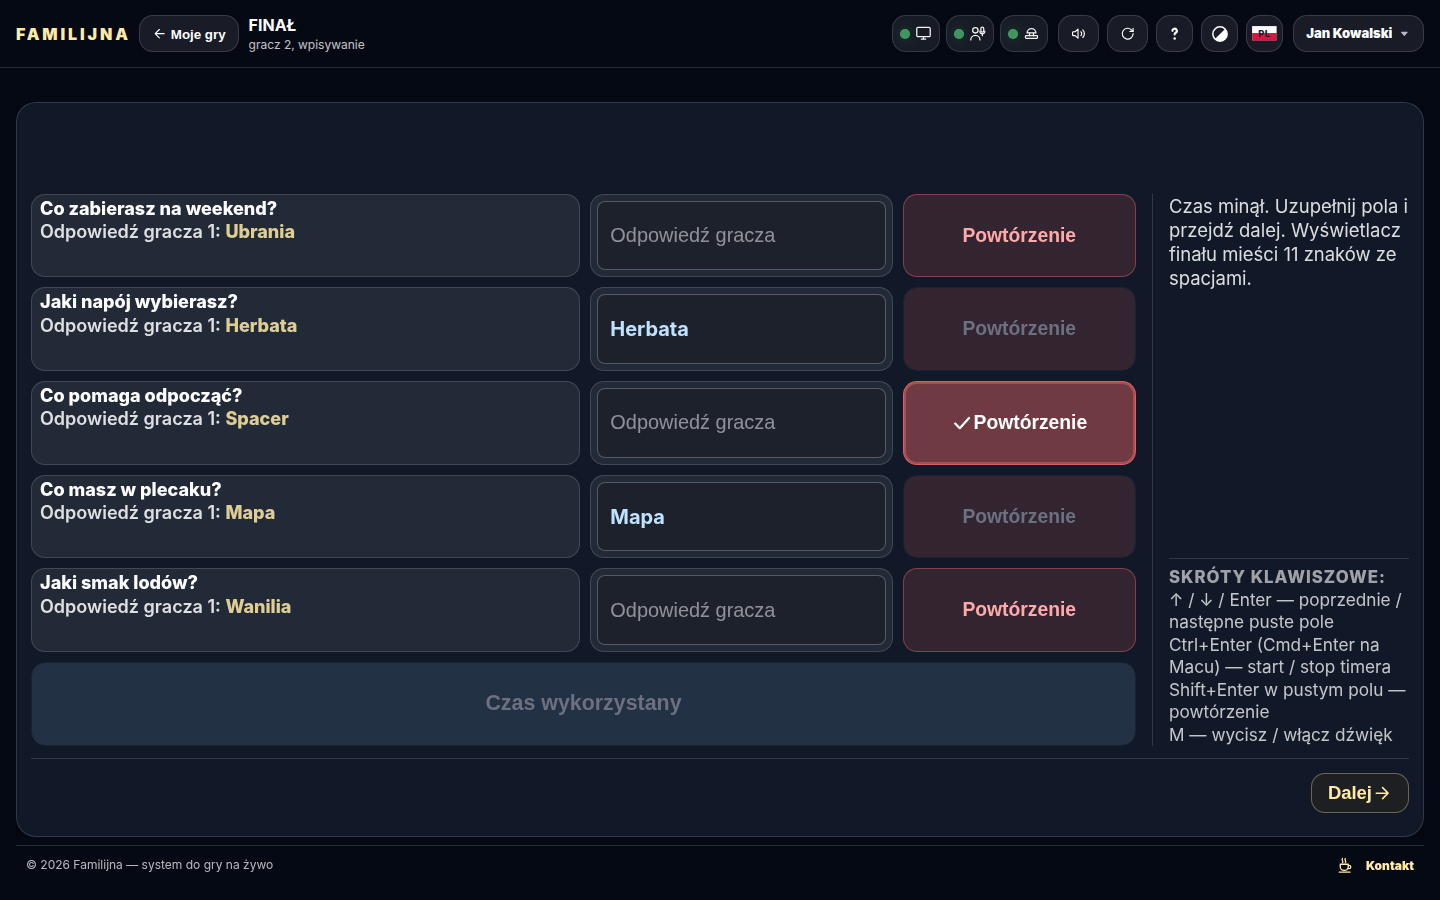 FAMILIJNA
← Moje gry
FINAŁ
gracz 2, wpisywanie
?
PL
Jan Kowalski
Co zabierasz na weekend?
Odpowiedź gracza 1: Ubrania
Odpowiedź gracza
Powtórzenie
Jaki napój wybierasz?
Odpowiedź gracza 1: Herbata
Herbata
Powtórzenie
Co pomaga odpocząć?
Odpowiedź gracza 1: Spacer
Odpowiedź gracza
✓ Powtórzenie
Co masz w plecaku?
Odpowiedź gracza 1: Mapa
Mapa
Powtórzenie
Jaki smak lodów?
Odpowiedź gracza 1: Wanilia
Odpowiedź gracza
Powtórzenie
Czas wykorzystany
Czas minął. Uzupełnij pola i
przejdź dalej. Wyświetlacz
finału mieści 11 znaków ze
spacjami.
SKRÓTY KLAWISZOWE:
↑ / ↓ / Enter — poprzednie /
następne puste pole
Ctrl+Enter (Cmd+Enter na
Macu) — start / stop timera
Shift+Enter w pustym polu —
powtórzenie
M — wycisz / włącz dźwięk
Dalej →
© 2026 Familijna — system do gry na żywo
Kontakt